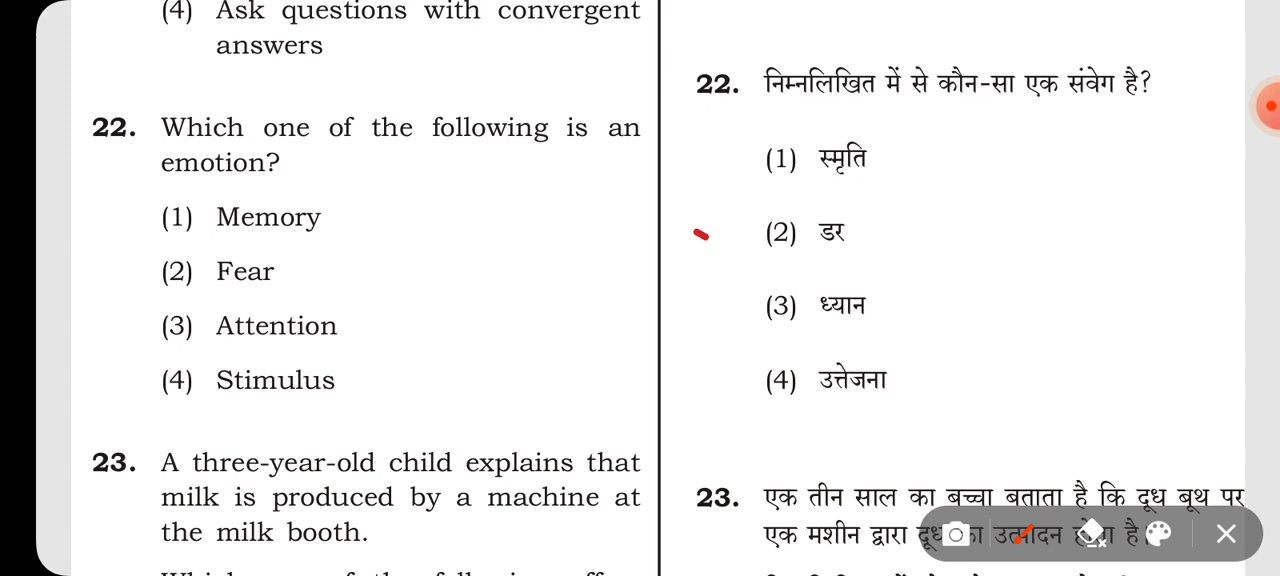 (4) Ask questions with convergent
answers
22. Which one of the following is an
emotion?
(1) Memory
(2) Fear
(3) Attention
(4) Stimulus
23. A three-year-old child explains that
milk is produced by a machine at
the milk booth.
22. निम्नलिखित में से कौन-सा एक संवेग है?
(1) स्मृति
(2) डर
(3) ध्यान
(4) उत्तेजना
23. एक तीन साल का बच्चा बताता है कि दूध बूथ पर
एक मशीन द्वारा दूध का उत्पादन होता है।